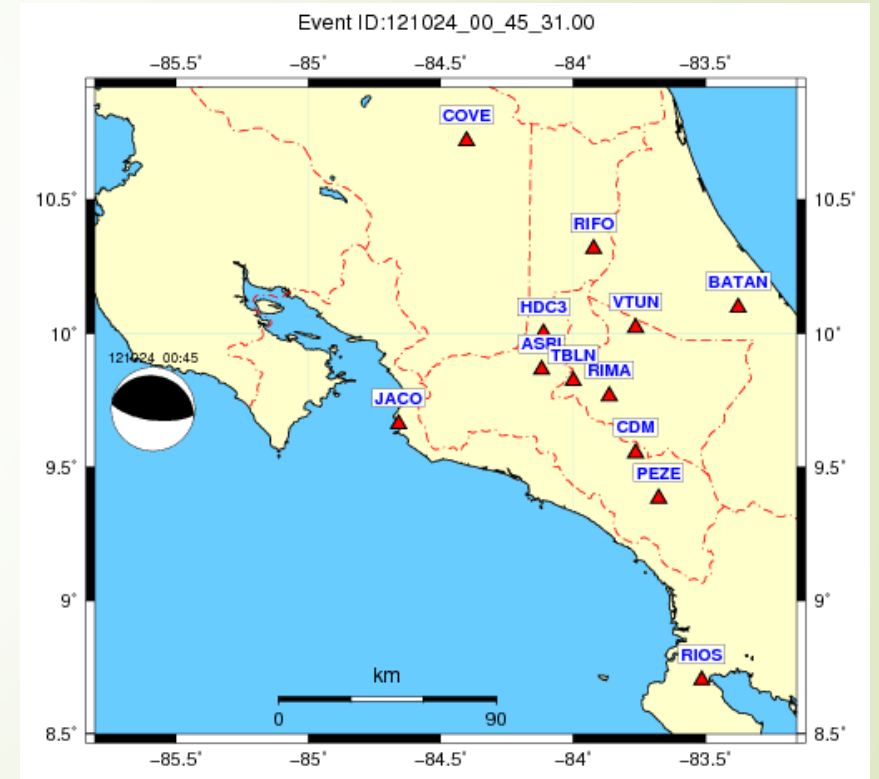 Event ID:121024_00_45_31.00
−85.5˚ −85˚ −84.5˚ −84˚ −83.5˚
COVE
10.5˚ 10.5˚
RIFO
BATAN
VTUN
HDC3
10˚ 10˚
ASRI
TBLN
121024_00:45
RIMA
JACO
CDM
9.5˚ 9.5˚
PEZE
9˚ 9˚
RIOS
km
0 90
8.5˚ 8.5˚
−85.5˚ −85˚ −84.5˚ −84˚ −83.5˚